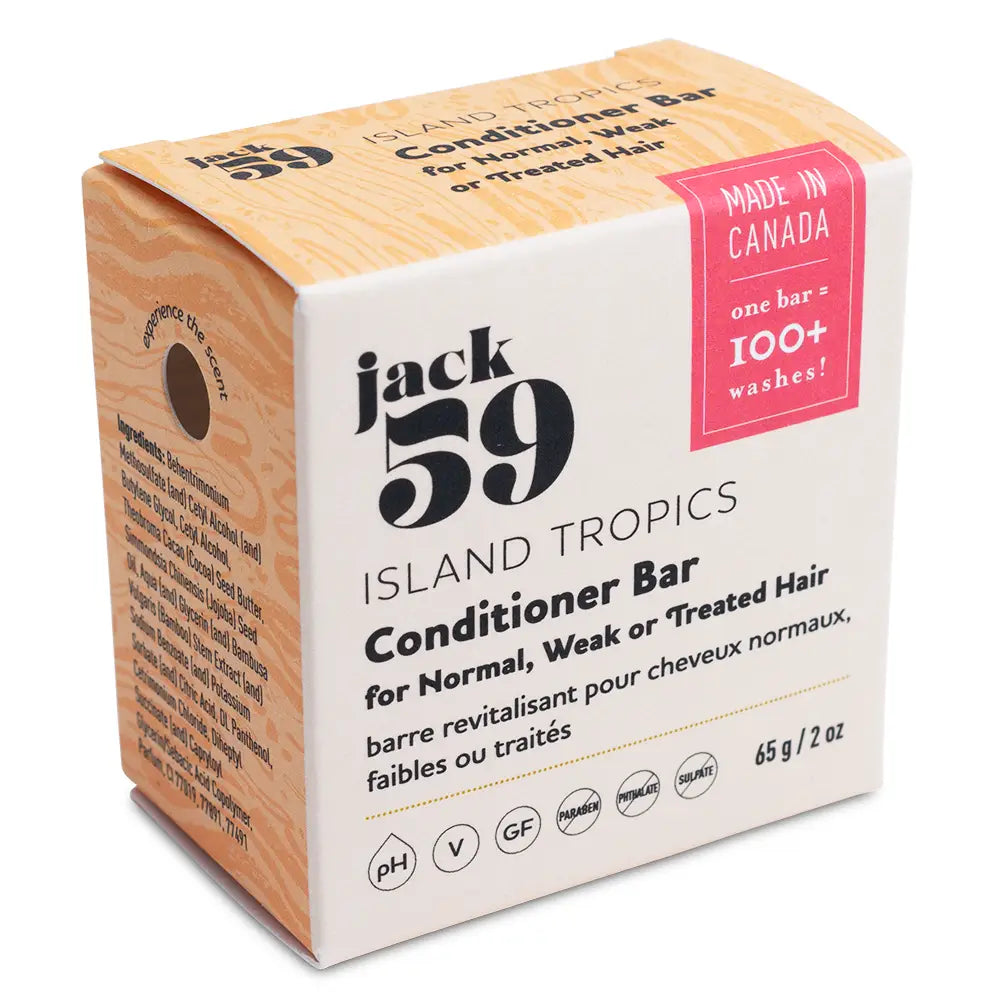 jack
59
ISLAND TROPICS
Conditioner Bar
for Normal, Weak
or Treated Hair
MADE IN
CANADA
one bar =
100+
washes!
experience the scent
Ingredients: Behentrimonium
Methosulfate (and) Cetyl Alcohol (and)
Butylene Glycol, Cetyl Alcohol,
Theobroma Cacao (Cocoa) Seed Butter,
Simmondsia Chinensis (Jojoba) Seed
Oil, Aqua (and) Glycerin (and) Bambusa
Vulgaris (Bamboo) Stem Extract (and)
Sodium Benzoate (and) Potassium
Sorbate (and) Citric Acid, DL Panthenol,
Cetrimonium Chloride, Diheptyl
Succinate (and) Capryloyl
Glycerin/Sebacic Acid Copolymer,
Parfum, CI 77019, 77891, 77491
jack
59
ISLAND TROPICS
Conditioner Bar
for Normal, Weak or Treated Hair
barre revitalisant pour cheveux normaux,
faibles ou traités
65 g / 2 oz
pH V GF PARABEN PHTHALATE SULFATE